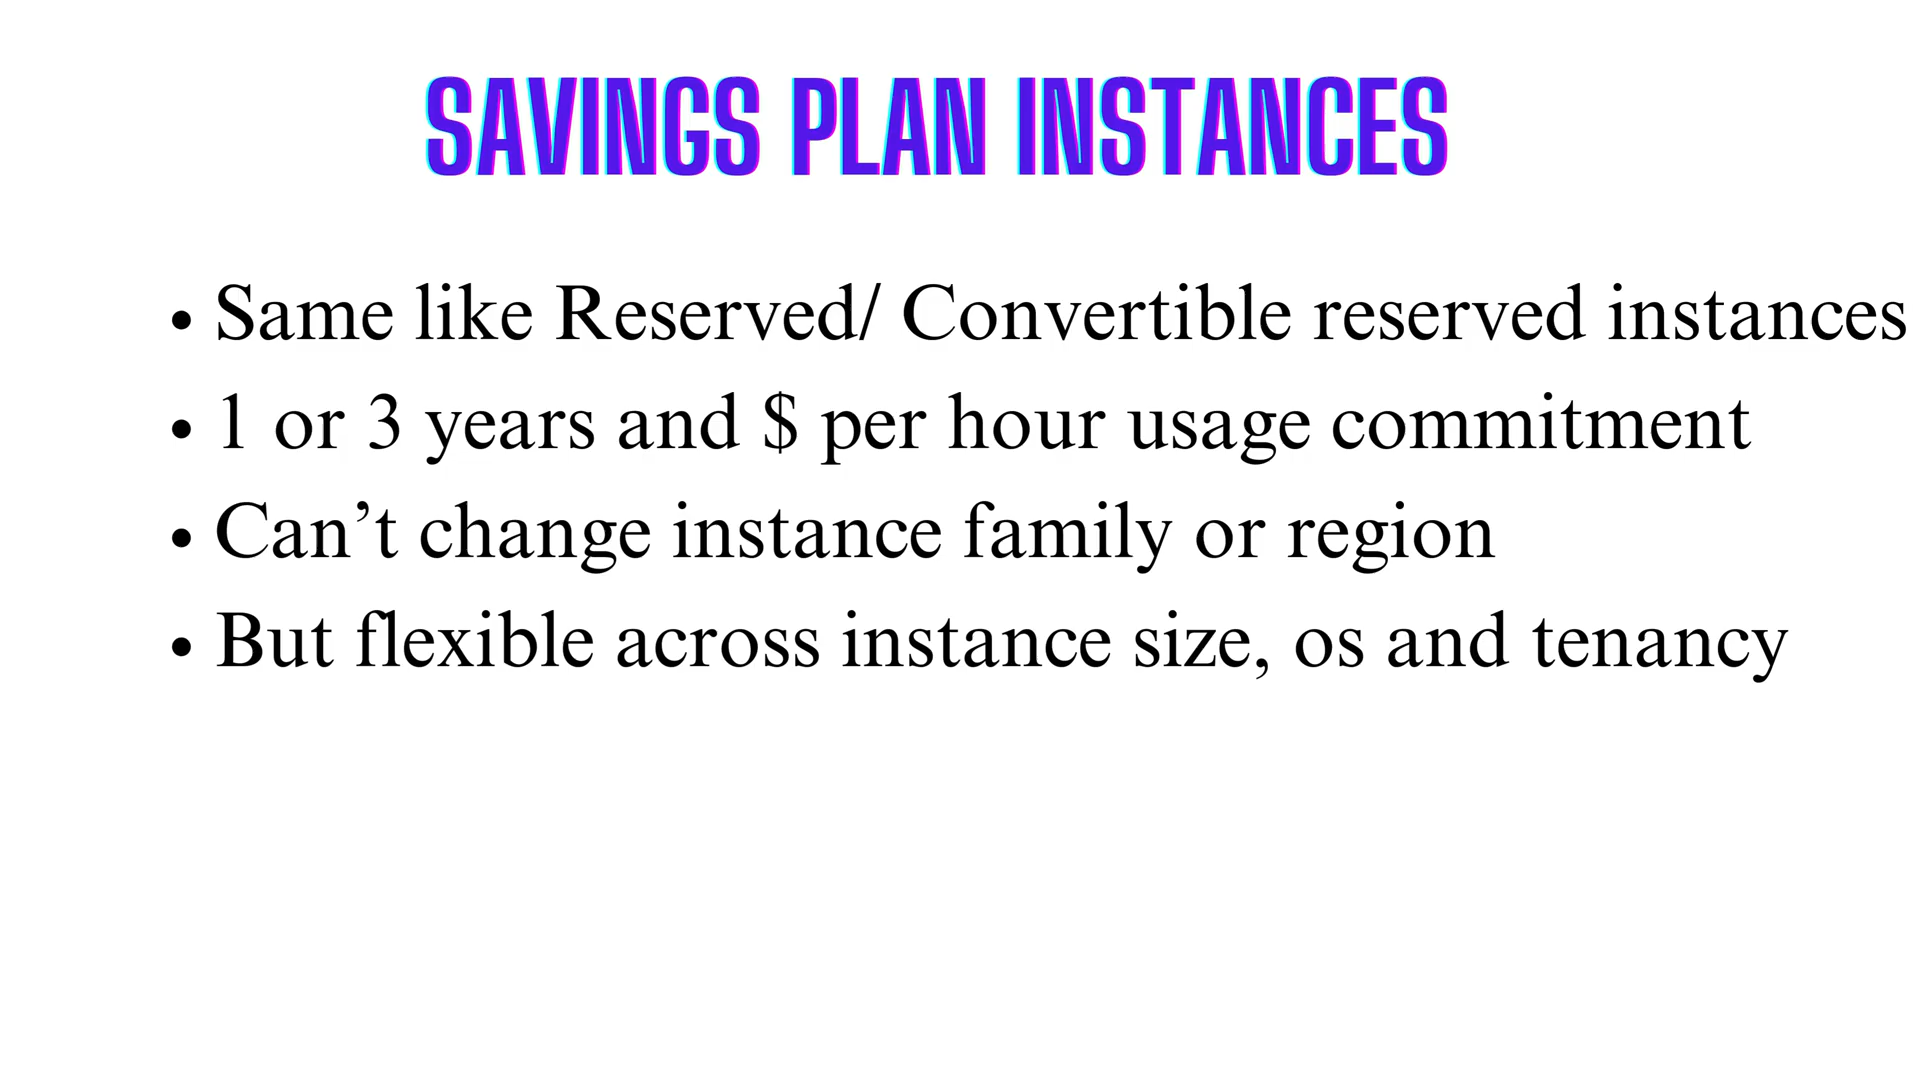 SAVINGS PLAN INSTANCES
• Same like Reserved/ Convertible reserved instances
• 1 or 3 years and $ per hour usage commitment
• Can’t change instance family or region
• But flexible across instance size, os and tenancy